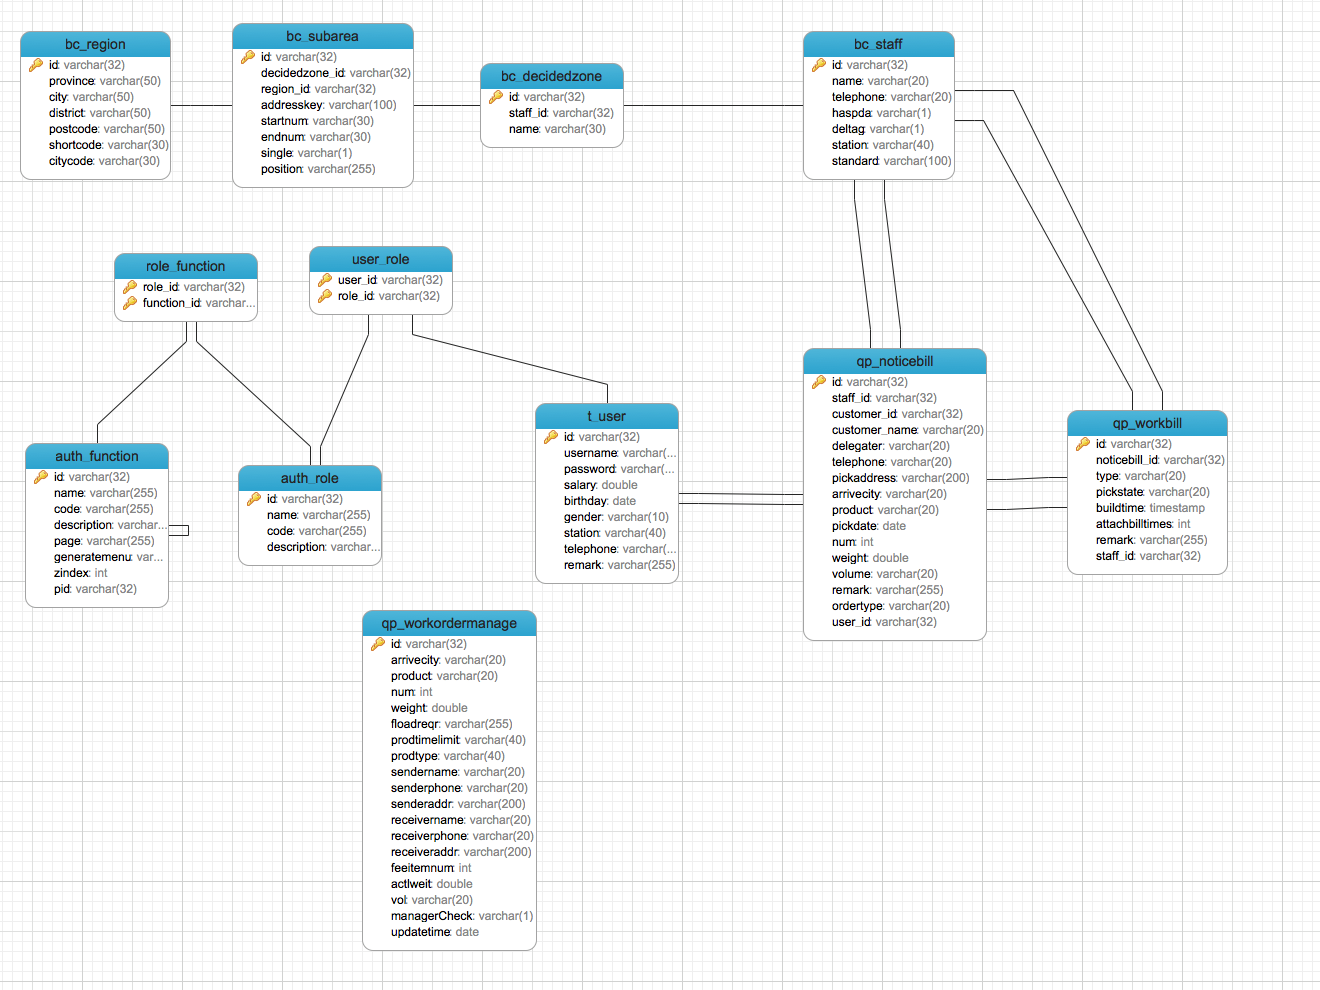 bc_region
id: varchar(32)
province: varchar(50)
city: varchar(50)
district: varchar(50)
postcode: varchar(50)
shortcode: varchar(30)
citycode: varchar(30)
bc_subarea
id: varchar(32)
decidedzone_id: varchar(32)
region_id: varchar(32)
addresskey: varchar(100)
startnum: varchar(30)
endnum: varchar(30)
single: varchar(1)
position: varchar(255)
bc_decidedzone
id: varchar(32)
staff_id: varchar(32)
name: varchar(30)
bc_staff
id: varchar(32)
name: varchar(20)
telephone: varchar(20)
haspda: varchar(1)
deltag: varchar(1)
station: varchar(40)
standard: varchar(100)
role_function
role_id: varchar(32)
function_id: varchar...
user_role
user_id: varchar(32)
role_id: varchar(32)
auth_function
id: varchar(32)
name: varchar(255)
code: varchar(255)
description: varchar...
page: varchar(255)
generatemenu: var...
zindex: int
pid: varchar(32)
auth_role
id: varchar(32)
name: varchar(255)
code: varchar(255)
description: varchar...
t_user
id: varchar(32)
username: varchar(...
password: varchar(...
salary: double
birthday: date
gender: varchar(10)
station: varchar(40)
telephone: varchar(...
remark: varchar(255)
qp_noticebill
id: varchar(32)
staff_id: varchar(32)
customer_id: varchar(32)
customer_name: varchar(20)
delegater: varchar(20)
telephone: varchar(20)
pickaddress: varchar(200)
arrivecity: varchar(20)
product: varchar(20)
pickdate: date
num: int
weight: double
volume: varchar(20)
remark: varchar(255)
ordertype: varchar(20)
user_id: varchar(32)
qp_workbill
id: varchar(32)
noticebill_id: varchar(32)
type: varchar(20)
pickstate: varchar(20)
buildtime: timestamp
attachbilltimes: int
remark: varchar(255)
staff_id: varchar(32)
qp_workordermanage
id: varchar(32)
arrivecity: varchar(20)
product: varchar(20)
num: int
weight: double
floadreqr: varchar(255)
prodtimelimit: varchar(40)
prodtype: varchar(40)
sendername: varchar(20)
senderphone: varchar(20)
senderaddr: varchar(200)
receivername: varchar(20)
receiverphone: varchar(20)
receiveraddr: varchar(200)
feeitemnum: int
actlweit: double
vol: varchar(20)
managerCheck: varchar(1)
updatetime: date